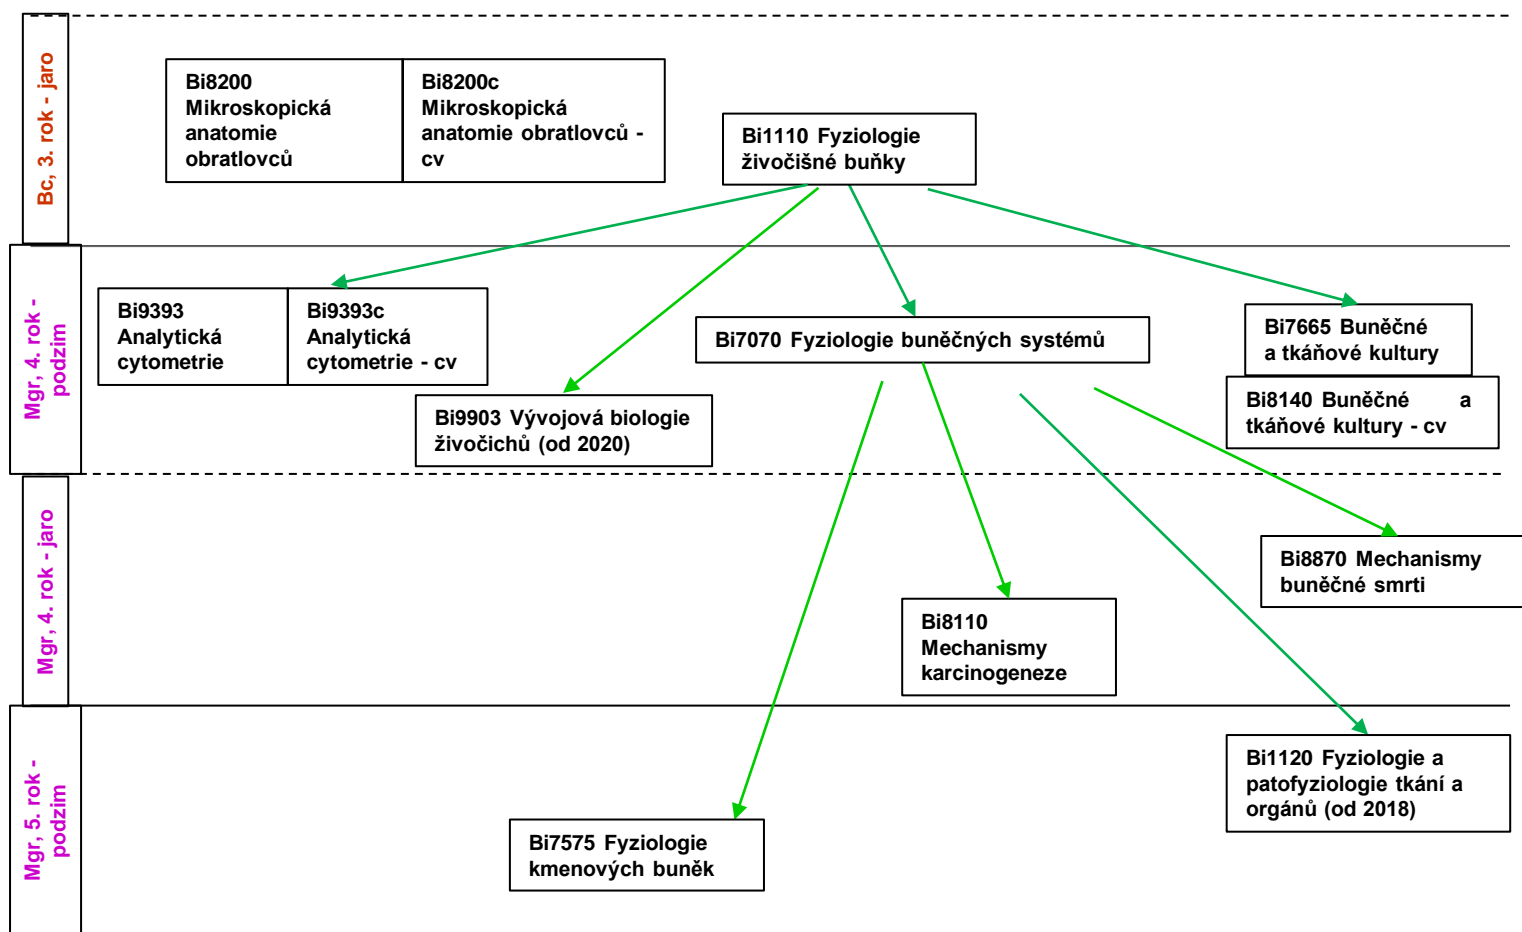 Bc, 3. rok - jaro
Bi8200
Mikroskopická
anatomie
obratlovců
Bi8200c
Mikroskopická
anatomie obratlovců -
cv
Bi1110 Fyziologie
živočišné buňky
Mgr, 4. rok -
podzim
Bi9393
Analytická
cytometrie
Bi9393c
Analytická
cytometrie - cv
Bi9903 Vývojová biologie
živočichů (od 2020)
Bi7070 Fyziologie buněčných systémů
Bi7665 Buněčné
a tkáňové kultury
Bi8140 Buněčné a
tkáňové kultury - cv
Mgr, 4. rok - jaro
Bi8110
Mechanismy
karcinogeneze
Bi8870 Mechanismy
buněčné smrti
Mgr, 5. rok -
podzim
Bi7575 Fyziologie
kmenových buněk
Bi1120 Fyziologie a
patofyziologie tkání a
orgánů (od 2018)